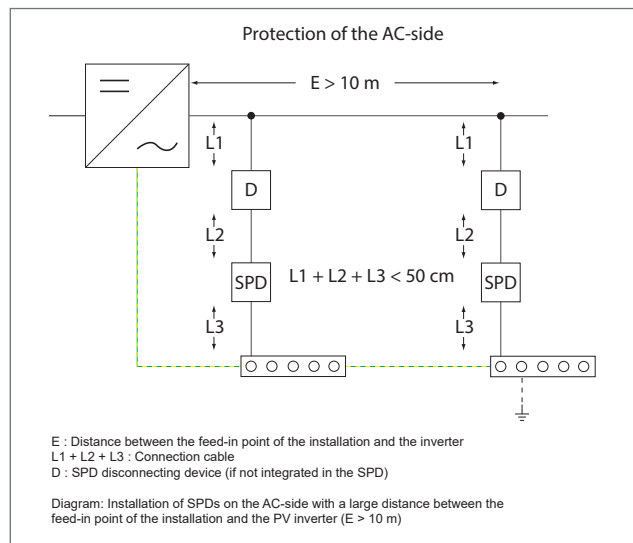 Protection of the AC-side
E > 10 m
L1
L1
D
D
L2
L2
SPD
L1 + L2 + L3 < 50 cm
SPD
L3
L3
E : Distance between the feed-in point of the installation and the inverter
L1 + L2 + L3 : Connection cable
D : SPD disconnecting device (if not integrated in the SPD)
Diagram: Installation of SPDs on the AC-side with a large distance between the
feed-in point of the installation and the PV inverter (E > 10 m)